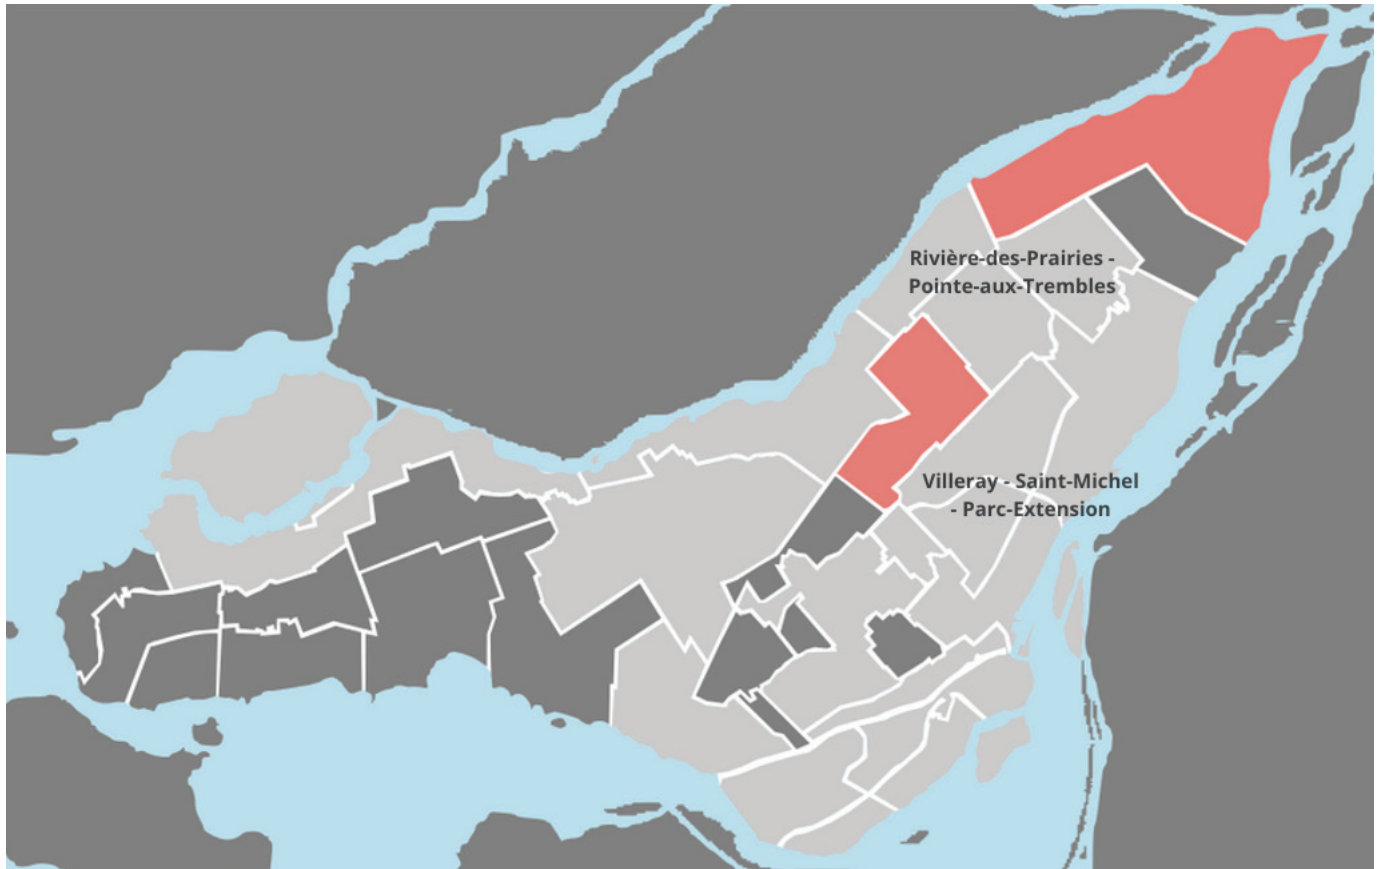 Rivière-des-Prairies -
Pointe-aux-Trembles
Villeray - Saint-Michel
- Parc-Extension